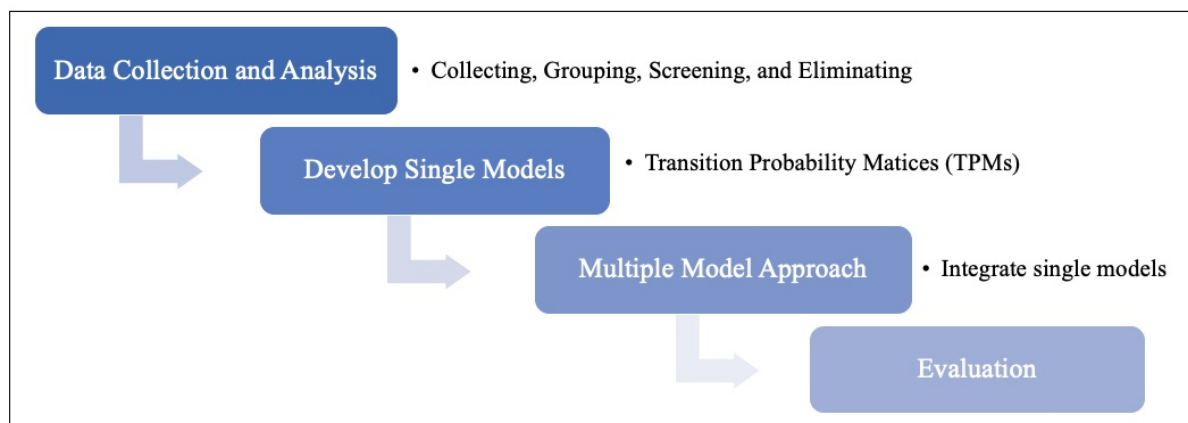 Data Collection and Analysis
• Collecting, Grouping, Screening, and Eliminating
Develop Single Models
• Transition Probability Matices (TPMs)
Multiple Model Approach
• Integrate single models
Evaluation